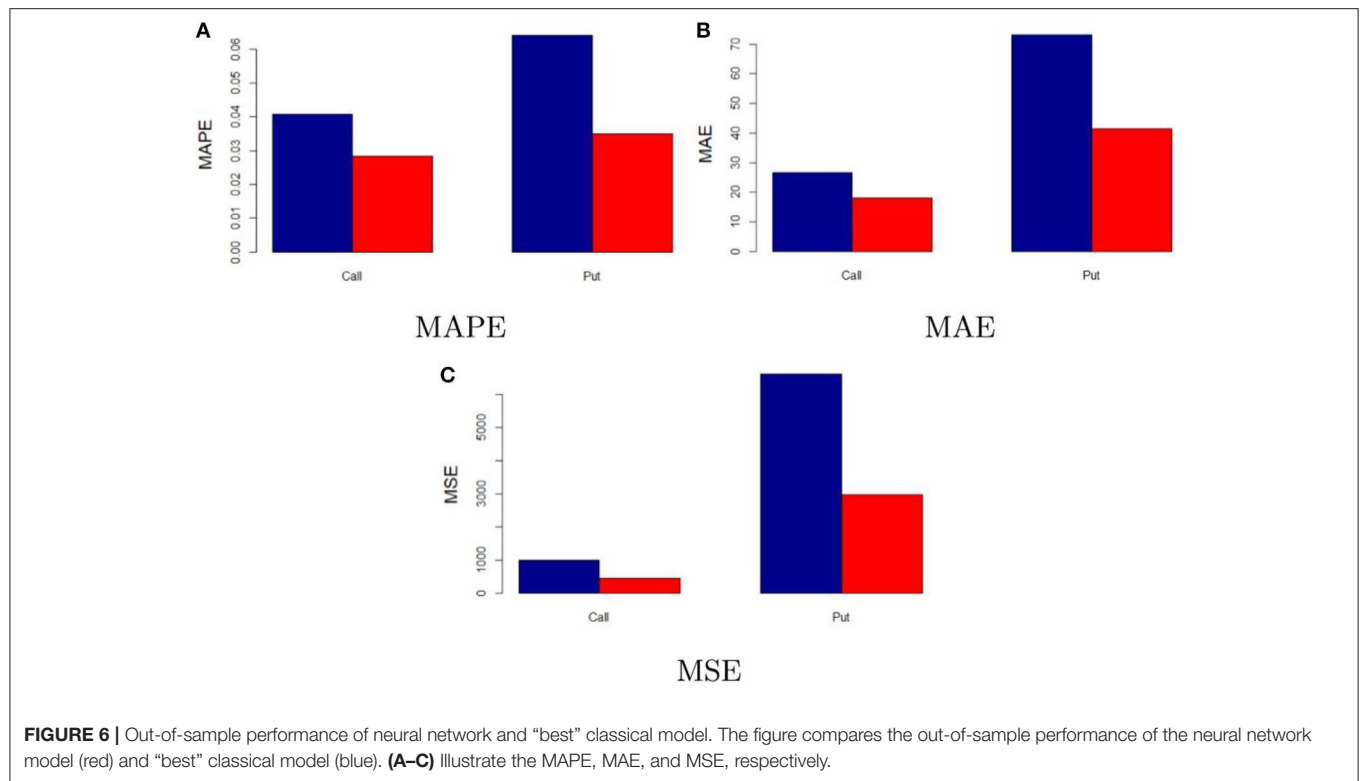 A
MAPE
0.00 0.01 0.02 0.03 0.04 0.05 0.06
Call
Put
MAPE
B
MAE
0 10 20 30 40 50 60 70
Call
Put
MAE
C
MSE
0 1000 3000 5000
Call
Put
MSE
FIGURE 6 | Out-of-sample performance of neural network and “best” classical model. The figure compares the out-of-sample performance of the neural network
model (red) and “best” classical model (blue). (A–C) Illustrate the MAPE, MAE, and MSE, respectively.